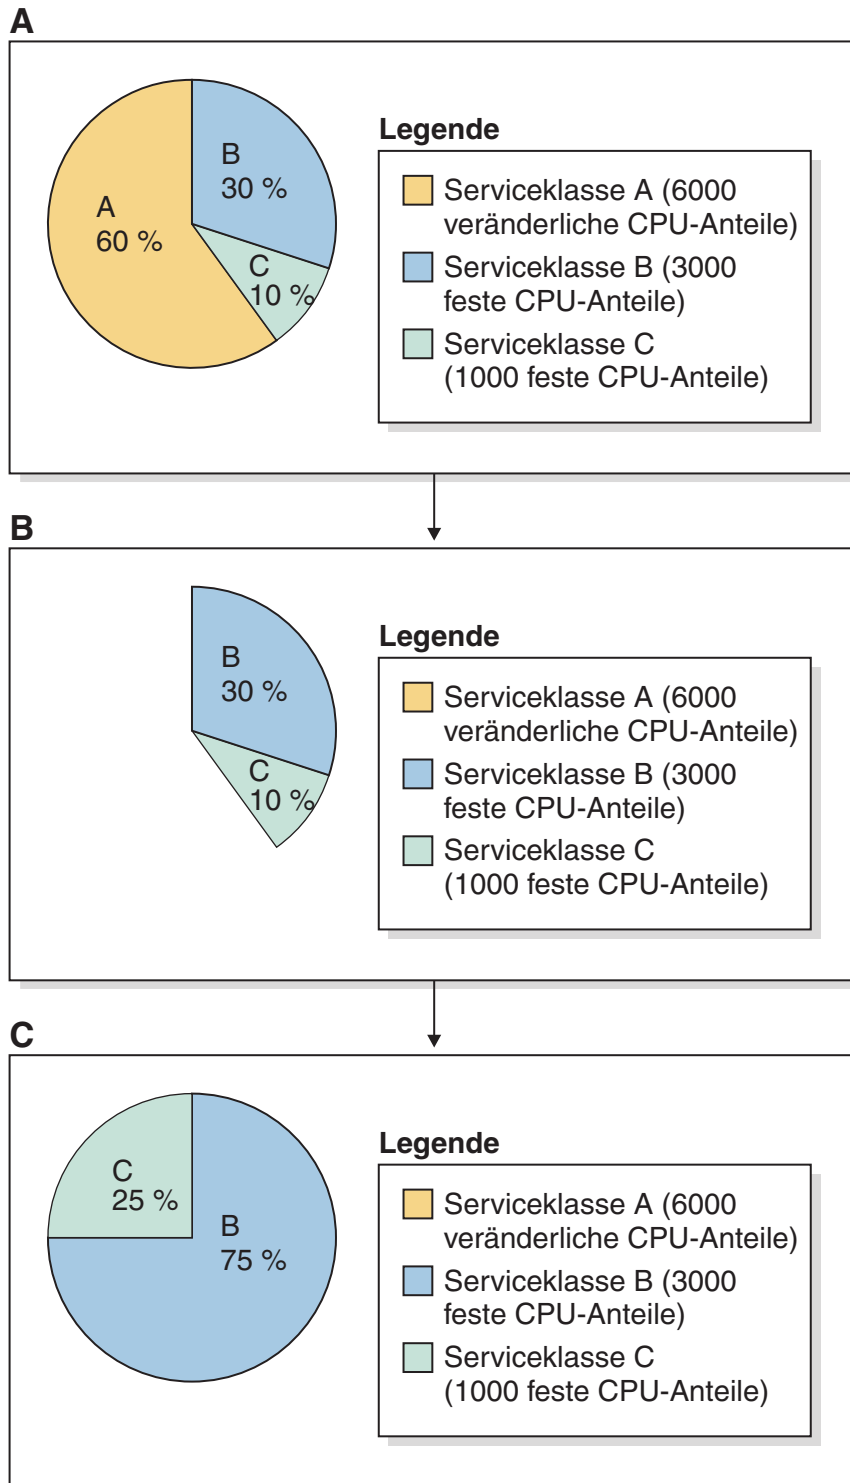 A
B
30 %
A
60 %
C
10 %
Legende
Serviceklasse A (6000
veränderliche CPU-Anteile)
Serviceklasse B (3000
feste CPU-Anteile)
Serviceklasse C
(1000 feste CPU-Anteile)
B
B
30 %
C
10 %
Legende
Serviceklasse A (6000
veränderliche CPU-Anteile)
Serviceklasse B (3000
feste CPU-Anteile)
Serviceklasse C
(1000 feste CPU-Anteile)
C
C
25 %
B
75 %
Legende
Serviceklasse A (6000
veränderliche CPU-Anteile)
Serviceklasse B (3000
feste CPU-Anteile)
Serviceklasse C
(1000 feste CPU-Anteile)